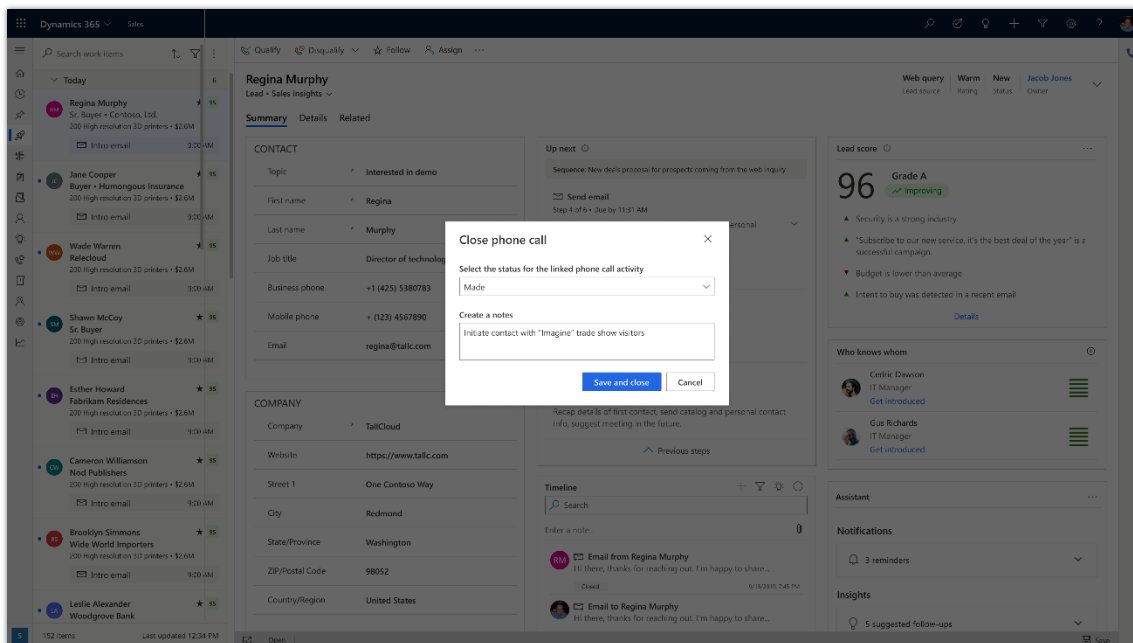 Dynamics 365
Sales
Search work items
Qualify
Disqualify
Follow
Assign
Today
6
Regina Murphy
Lead • Sales insights
Web query
Lead source
Warm
Rating
New
Status
Jacob Jones
Owner
Summary
Details
Related
RM
Regina Murphy
95
Sr. Buyer • Contoso, Ltd.
200 High resolution 3D printers • $2.6M
Intro email
9:00 AM
Jane Cooper
95
Buyer • Humongous Insurance
200 High resolution 3D printers • $2.6M
Intro email
9:00 AM
Wade Warren
95
Relecloud
200 High resolution 3D printers • $2.6M
Intro email
9:00 AM
Shawn McCoy
95
Sr. Buyer
200 High resolution 3D printers • $2.6M
Intro email
9:00 AM
EH
Esther Howard
95
Fabrikam Residences
200 High resolution 3D printers • $2.6M
Intro email
9:00 AM
CW
Cameron Williamson
95
Nod Publishers
200 High resolution 3D printers • $2.6M
Intro email
9:00 AM
BS
Brooklyn Simmons
95
Wide World Importers
200 High resolution 3D printers • $2.6M
Intro email
9:00 AM
LA
Leslie Alexander
95
Woodgrove Bank
S
152 items
Last updated 12:34 PM
CONTACT
Topic * Interested in demo
First name * Regina
Last name * Murphy
Job title Director of technolog
Business phone +1 (425) 5380783
Mobile phone + (123) 4567890
Email regina@tallc.com
COMPANY
Company * TallCloud
Website https://www.tallc.com
Street 1 One Contoso Way
City Redmond
State/Province Washington
ZIP/Postal Code 98052
Country/Region United States
Open
Up next
Sequence: New deals proposal for prospects coming from the web inquiry
Send email
Step 4 of 6 • Due by 11:31 AM
personal
Close phone call
Select the status for the linked phone call activity
Made
Create a notes
Initiate contact with "Imagine" trade show visitors
Save and close
Cancel
Recap details of first contact, send catalog and personal contact
info, suggest meeting in the future.
Previous steps
Timeline
Search
Enter a note...
RM
Email from Regina Murphy
Hi there, thanks for reaching out. I'm happy to share...
Closed
Email to Regina Murphy
Hi there, thanks for reaching out. I'm happy to share...
Lead score
96
Grade A
Improving
Security is a strong industry
"Subscribe to our new service, it's the best deal of the year" is a
successful campaign.
Budget is lower than average
Intent to buy was detected in a recent email
Details
Who knows whom
Cedric Dawson
IT Manager
Get introduced
Gus Richards
IT Manager
Get introduced
Assistant
Notifications
3 reminders
Insights
5 suggested follow-ups
Save